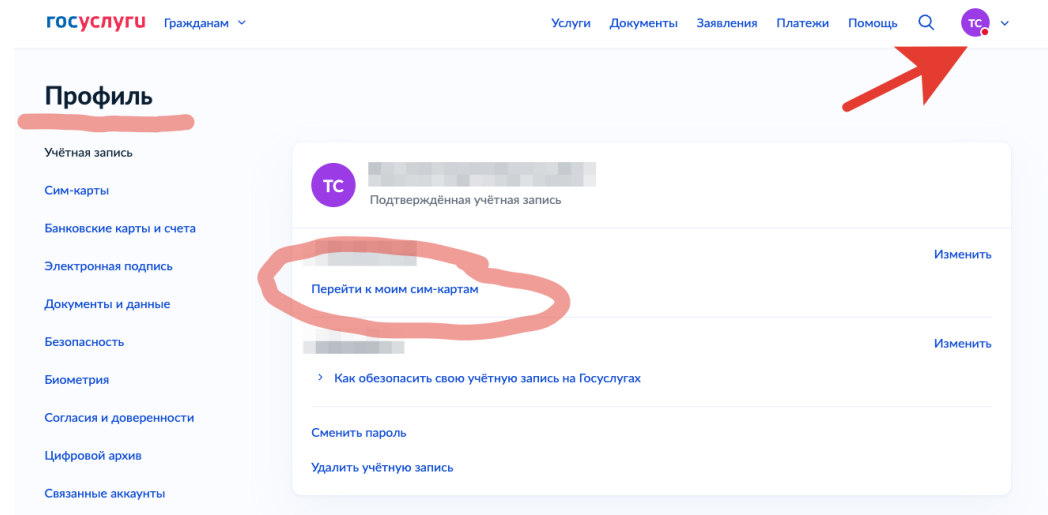 госуслуги Гражданам Услуги Документы Заявления Платежи Помощь ТС
Профиль
Учётная запись
Сим-карты
Банковские карты и счета
Электронная подпись
Документы и данные
Безопасность
Биометрия
Согласия и доверенности
Цифровой архив
Связанные аккаунты
ТС
Подтверждённая учётная запись
Изменить
Перейти к моим сим-картам
Изменить
Как обезопасить свою учётную запись на Госуслугах
Сменить пароль
Удалить учётную запись